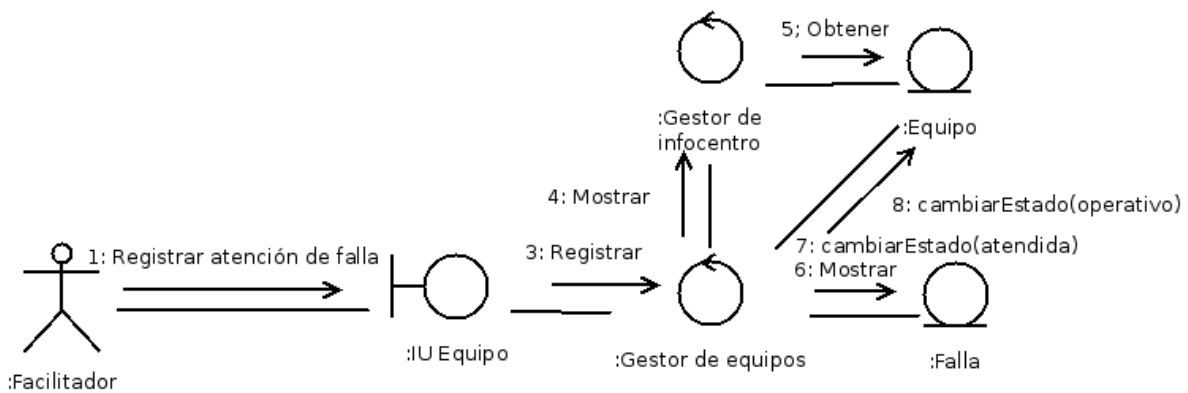 5; Obtener
:Gestor de
infocentro
:Equipo
4: Mostrar
8: cambiarEstado(operativo)
1: Registrar atención de falla
3: Registrar
7: cambiarEstado(atendida)
6: Mostrar
:IU Equipo
:Gestor de equipos
:Falla
:Facilitador